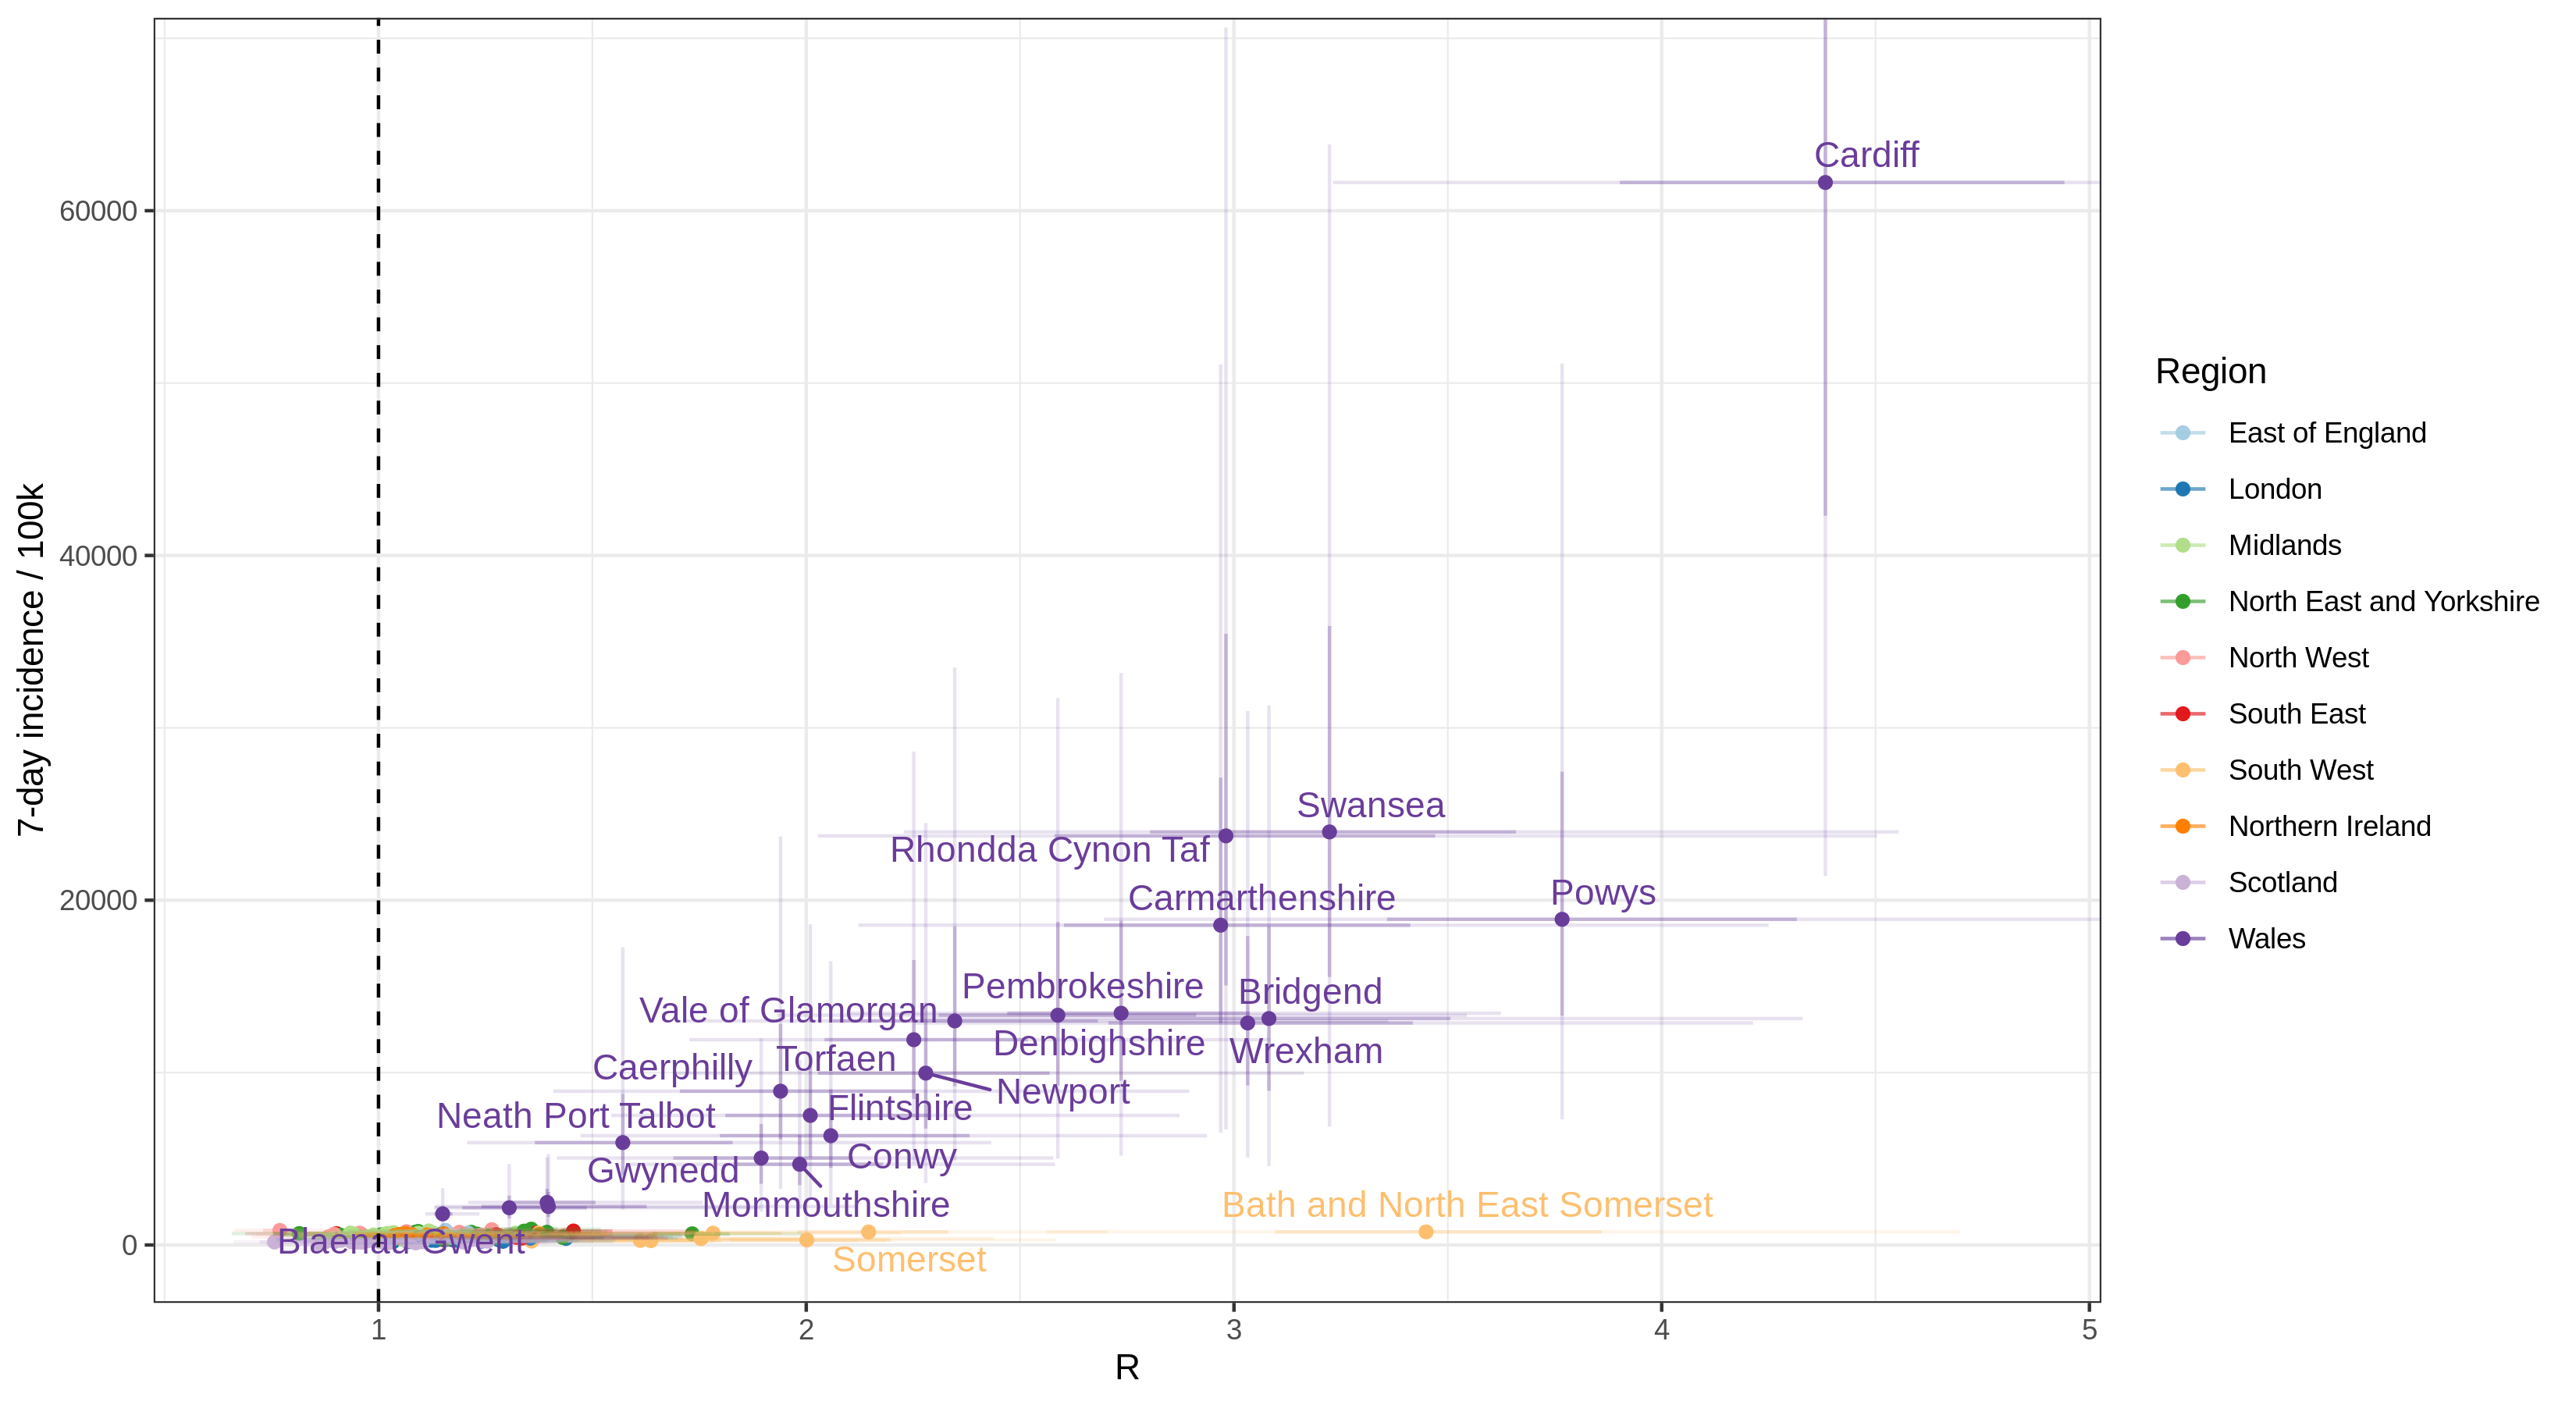 Cardiff
60000
7-day incidence / 100k
40000
Swansea
Rhondda Cynon Taf
20000
Carmarthenshire
Powys
Pembrokeshire
Bridgend
Vale of Glamorgan
Denbighshire
Wrexham
Torfaen
Caerphilly
Newport
Flintshire
Neath Port Talbot
Conwy
Gwynedd
Monmouthshire
Bath and North East Somerset
Blaenau Gwent
0
Somerset
1
2
3
4
5
R
Region
East of England
London
Midlands
North East and Yorkshire
North West
South East
South West
Northern Ireland
Scotland
Wales